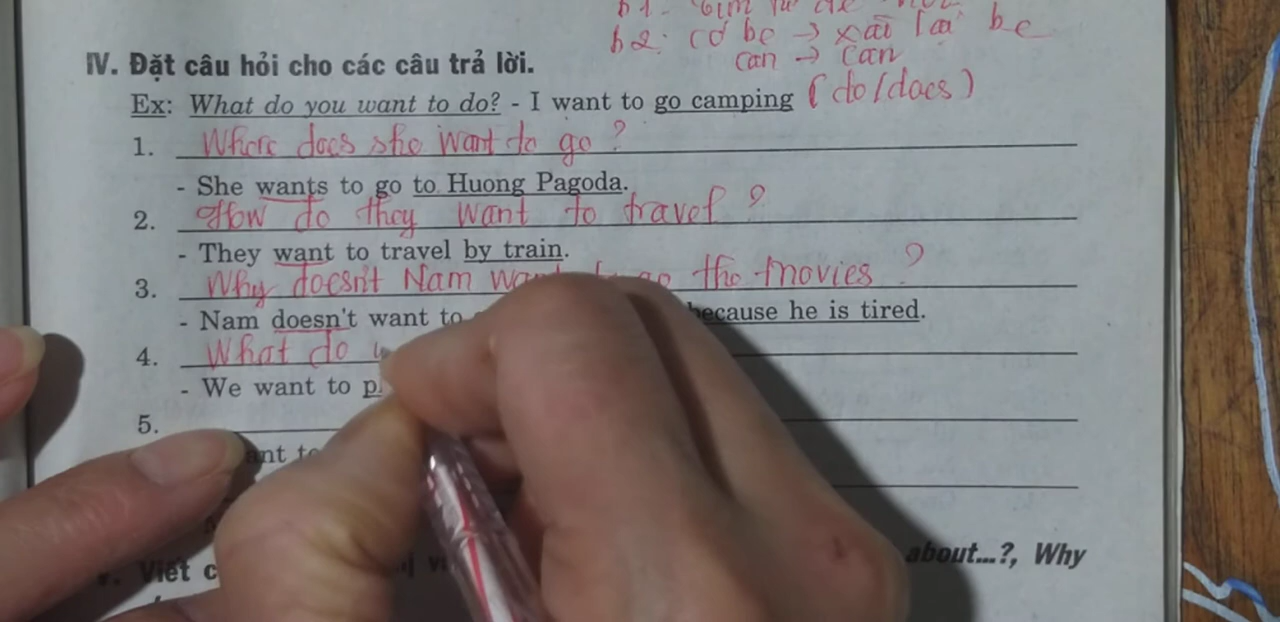 b2: có be → xài lại be
can → can
IV. Đặt câu hỏi cho các câu trả lời.
(do/does)
Ex: What do you want to do? - I want to go camping
1. Where does she want to go?
- She wants to go to Huong Pagoda.
2. How do they want to travel?
- They want to travel by train.
3. Why doesn't Nam go the movies?
- Nam doesn't want to because he is tired.
4. What do
- We want to
5.
about...?, Why